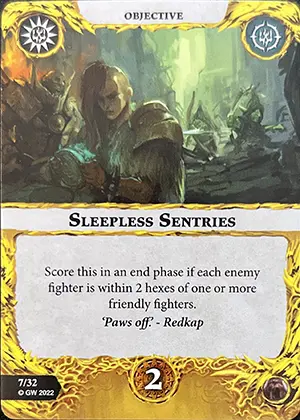 OBJECTIVE
SLEEPLESS SENTRIES
Score this in an end phase if each enemy
fighter is within 2 hexes of one or more
friendly fighters.
‘Paws off.’ - Redkap
7/32
© GW 2022
2